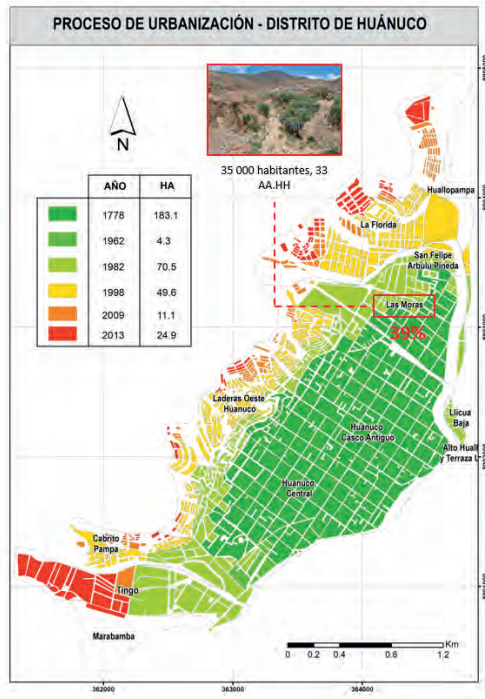 PROCESO DE URBANIZACIÓN - DISTRITO DE HUÁNUCO
N
35 000 habitantes, 33
AA.HH
AÑO HA
1778 183.1
1962 4.3
1982 70.5
1998 49.6
2009 11.1
2013 24.9
Huallopampa
La Florida
San Felipe
Arbulu Pineda
Las Moras
39%
Laderas Oeste
Huanuco
Llicua
Baja
Huánuco
Casco Antiguo
Alto Huall
y Terraza I
Huánuco
Central
Cabrito
Pampa
Tingo
Marabamba
Km
0 0.2 0.4 0.8 1.2
362000 363000 364000